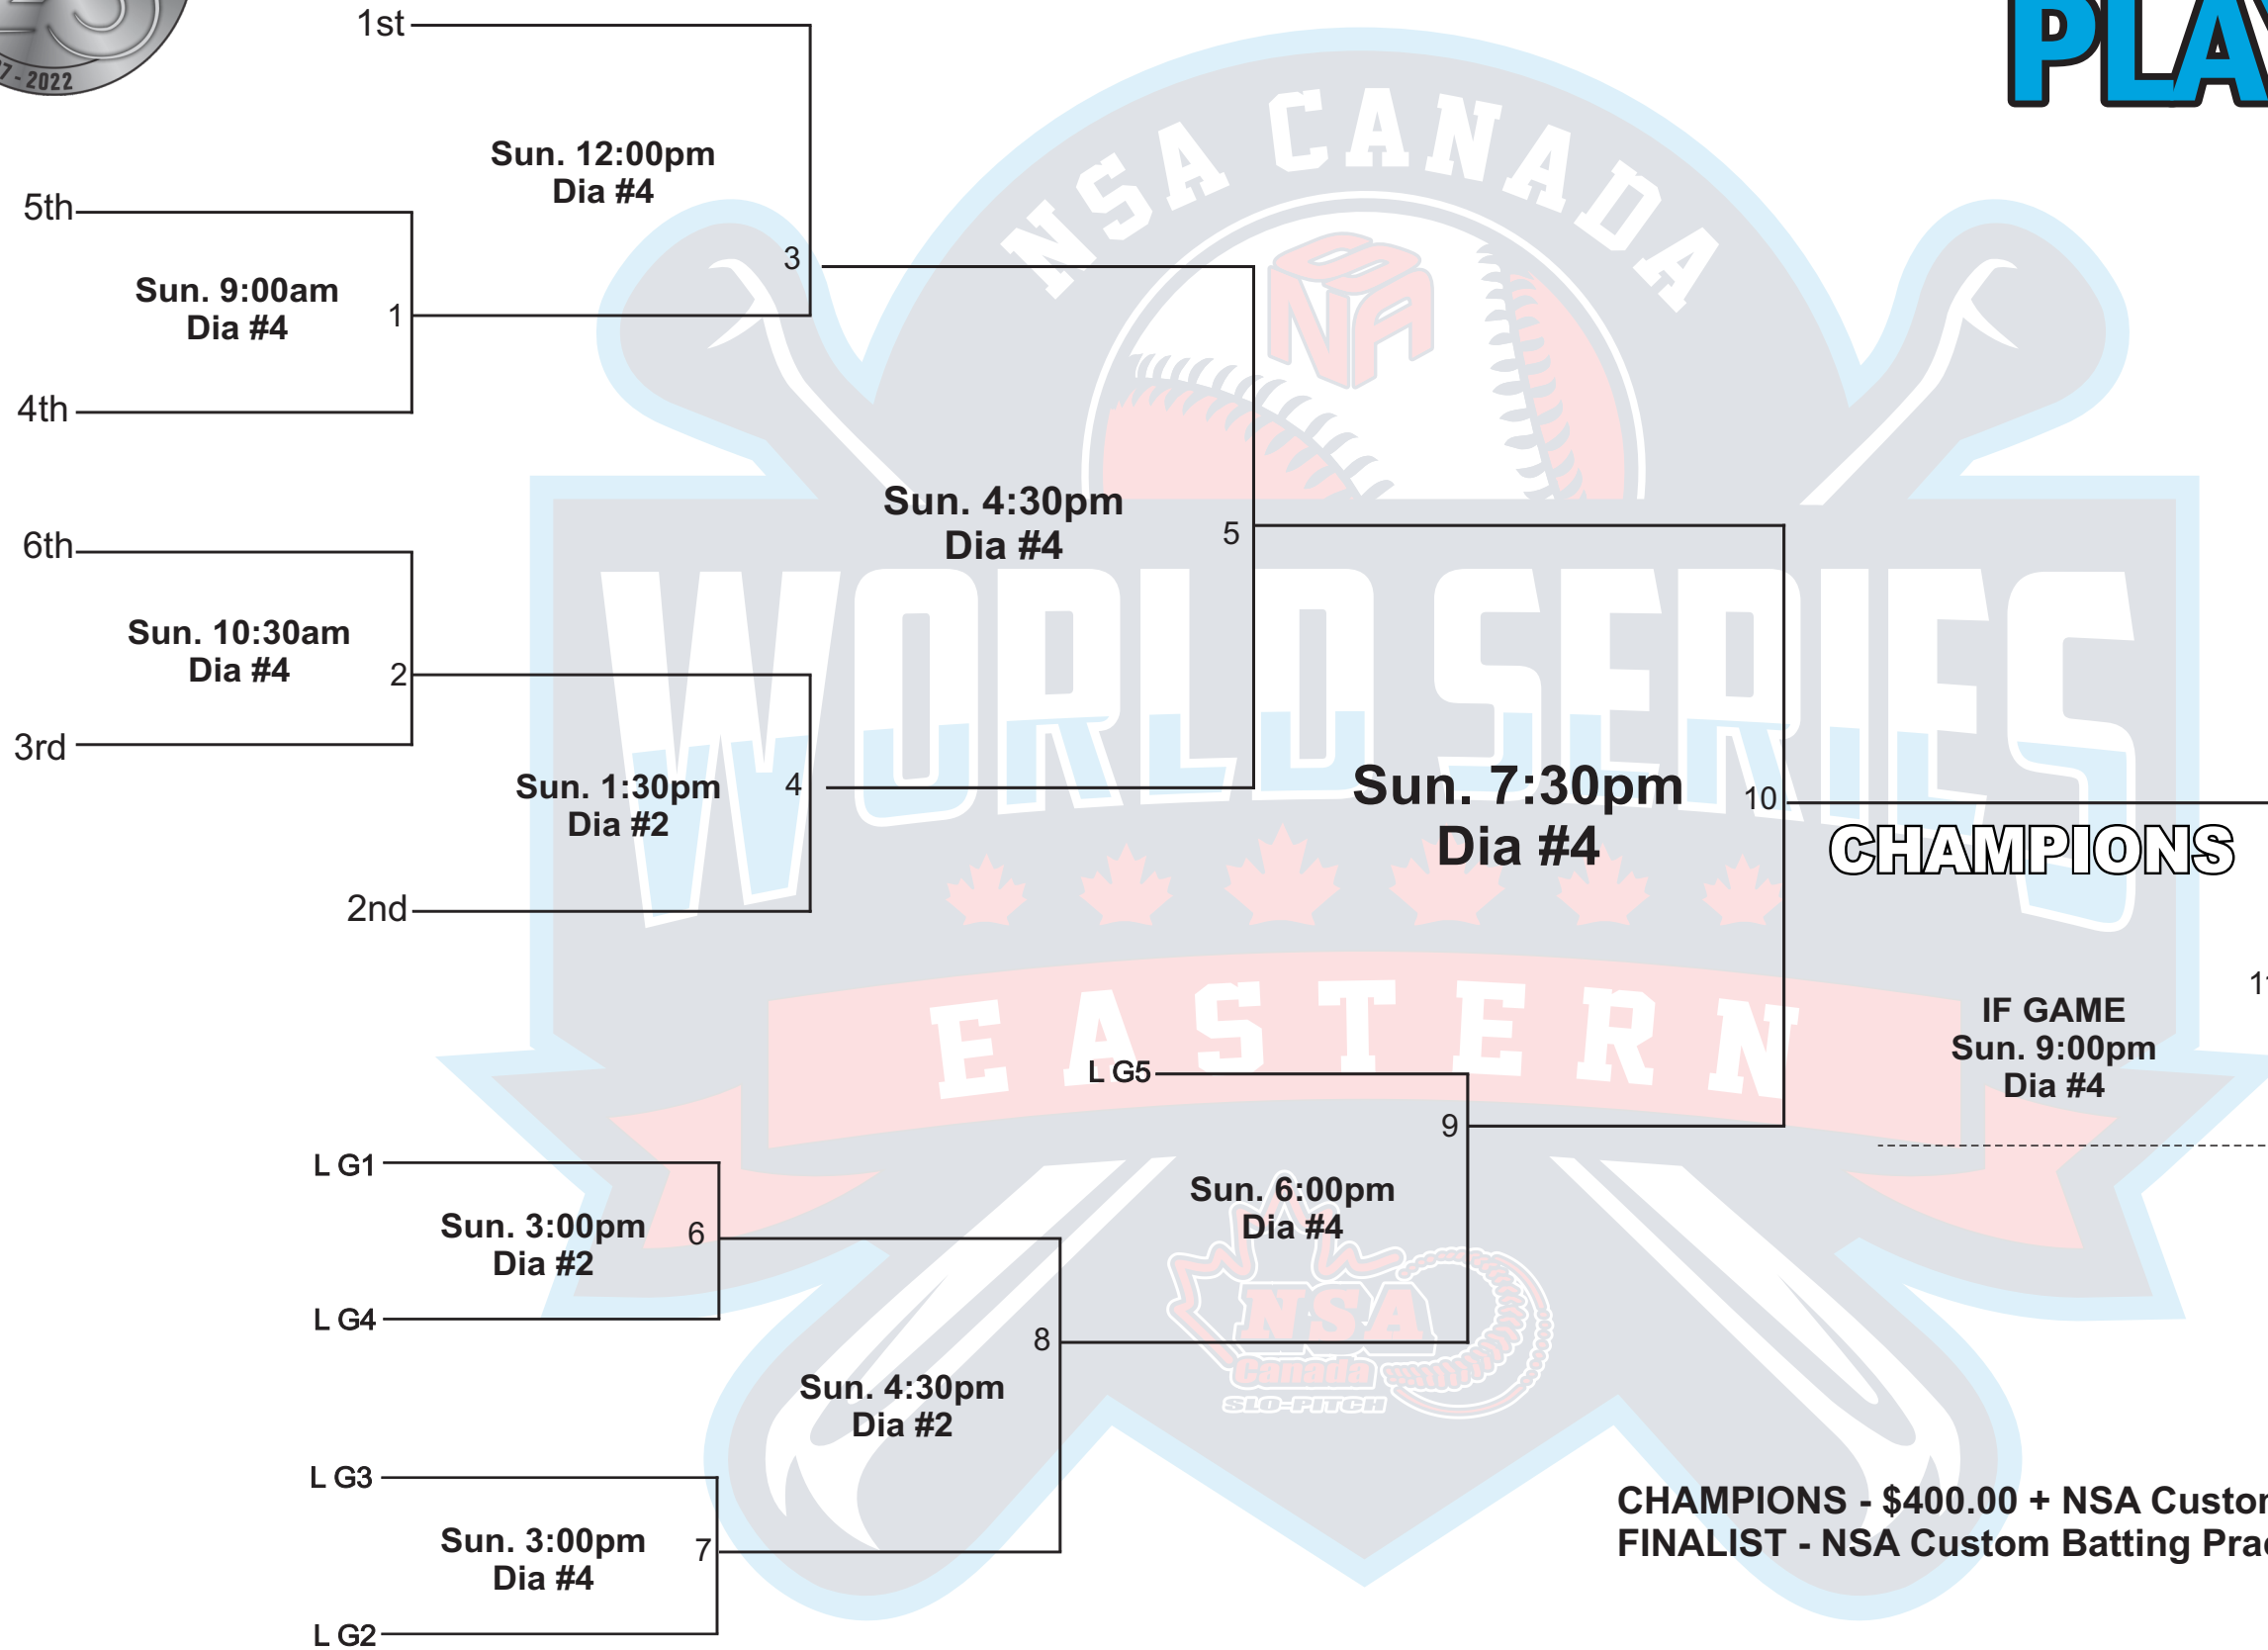 1st
- 2022
Sun. 12:00pm
Dia #4
5th
3
Sun. 9:00am
Dia #4
1
4th
NSA CANADA
NSA
Sun. 4:30pm
Dia #4
5
6th
Sun. 10:30am
Dia #4
2
3rd
WORLD SERIES
Sun. 1:30pm
Dia #2
4
Sun. 7:30pm
Dia #4
10
CHAMPIONS
2nd
EASTERN
IF GAME
Sun. 9:00pm
Dia #4
L G5
9
L G1
Sun. 3:00pm
Dia #2
6
Sun. 6:00pm
Dia #4
L G4
NSA
Canada
SLO-PITCH
8
Sun. 4:30pm
Dia #2
L G3
Sun. 3:00pm
Dia #4
7
L G2
CHAMPIONS - $400.00 + NSA
FINALIST - NSA Custom Batting